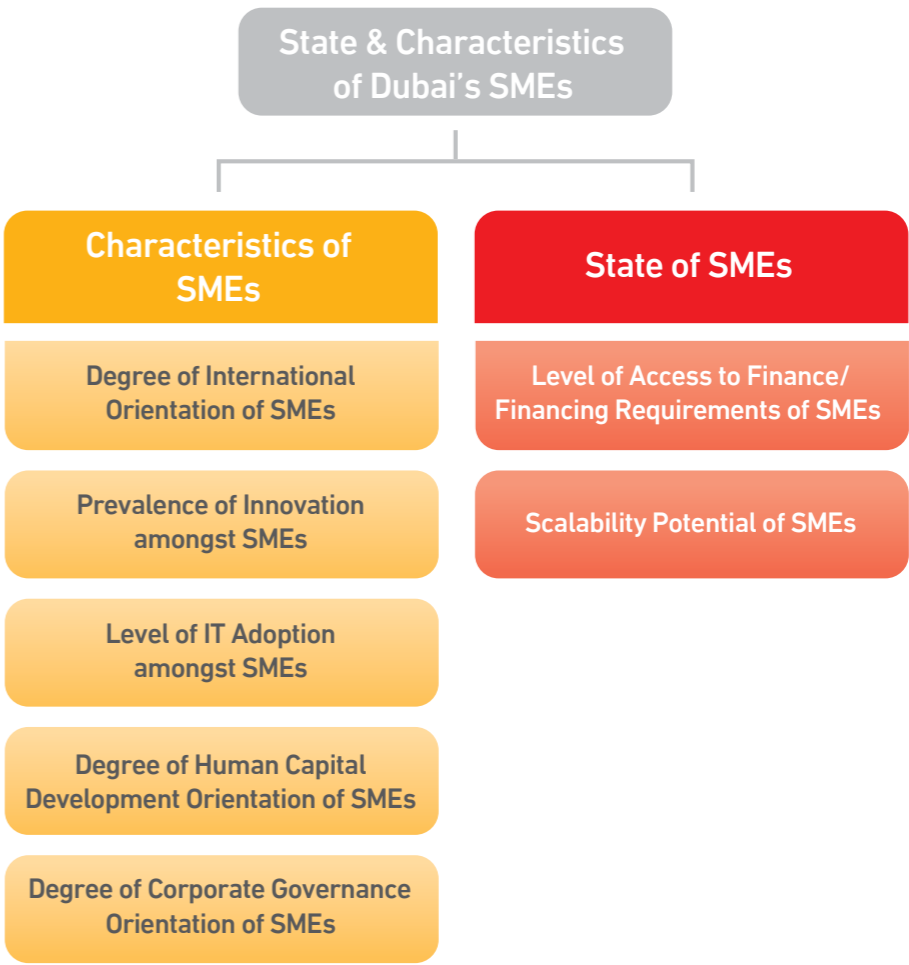 State & Characteristics
of Dubai's SMEs
Characteristics of
SMEs
Degree of International
Orientation of SMEs
Prevalence of Innovation
amongst SMEs
Level of IT Adoption
amongst SMEs
Degree of Human Capital
Development Orientation of SMEs
Degree of Corporate Governance
Orientation of SMEs
State of SMEs
Level of Access to Finance/
Financing Requirements of SMEs
Scalability Potential of SMEs